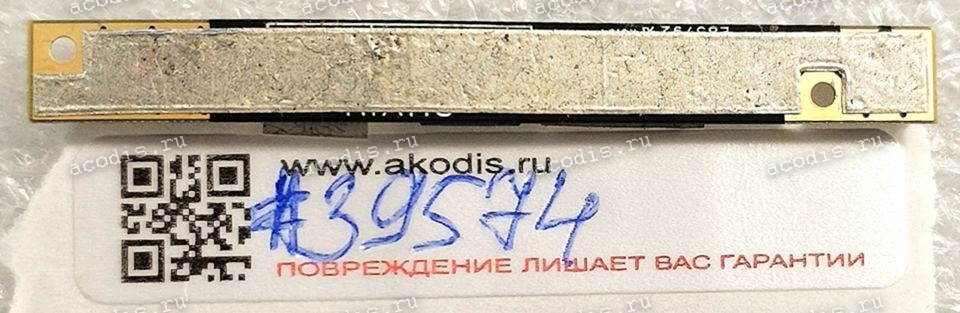 www.akodis.ru
#39574
ПОВРЕЖДЕНИЕ ЛИШАЕТ ВАС ГАРАНТИИ